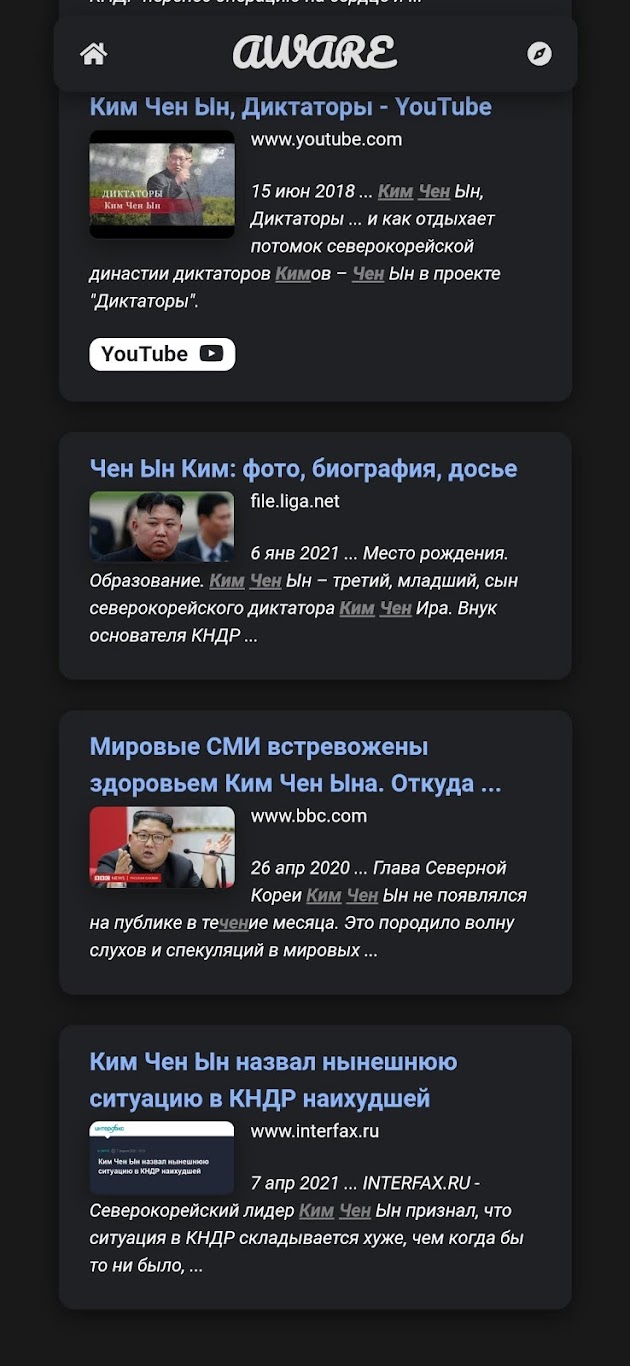 AWARE
Ким Чен Ын, Диктаторы - YouTube
ДИКТАТОРЫ
Ким Чен Ын
www.youtube.com
15 июн 2018 ... Ким Чен Ын,
Диктаторы ... и как отдыхает
потомок северокорейской
династии диктаторов Кимов – Чен Ын в проекте
"Диктаторы".
YouTube
Чен Ын Ким: фото, биография, досье
file.liga.net
6 янв 2021 ... Место рождения.
Образование. Ким Чен Ын – третий, младший, сын
северокорейского диктатора Ким Чен Ира. Внук
основателя КНДР ...
Мировые СМИ встревожены
здоровьем Ким Чен Ына. Откуда ...
BBC NEWS
www.bbc.com
26 апр 2020 ... Глава Северной
Кореи Ким Чен Ын не появлялся
на публике в течение месяца. Это породило волну
слухов и спекуляций в мировых ...
Ким Чен Ын назвал нынешнюю
ситуацию в КНДР наихудшей
интерфакс
Ким Чен Ын назвал нынешнюю
ситуацию в КНДР наихудшей
www.interfax.ru
7 апр 2021 ... INTERFAX.RU -
Северокорейский лидер Ким Чен Ын признал, что
ситуация в КНДР складывается хуже, чем когда бы
то ни было, ...